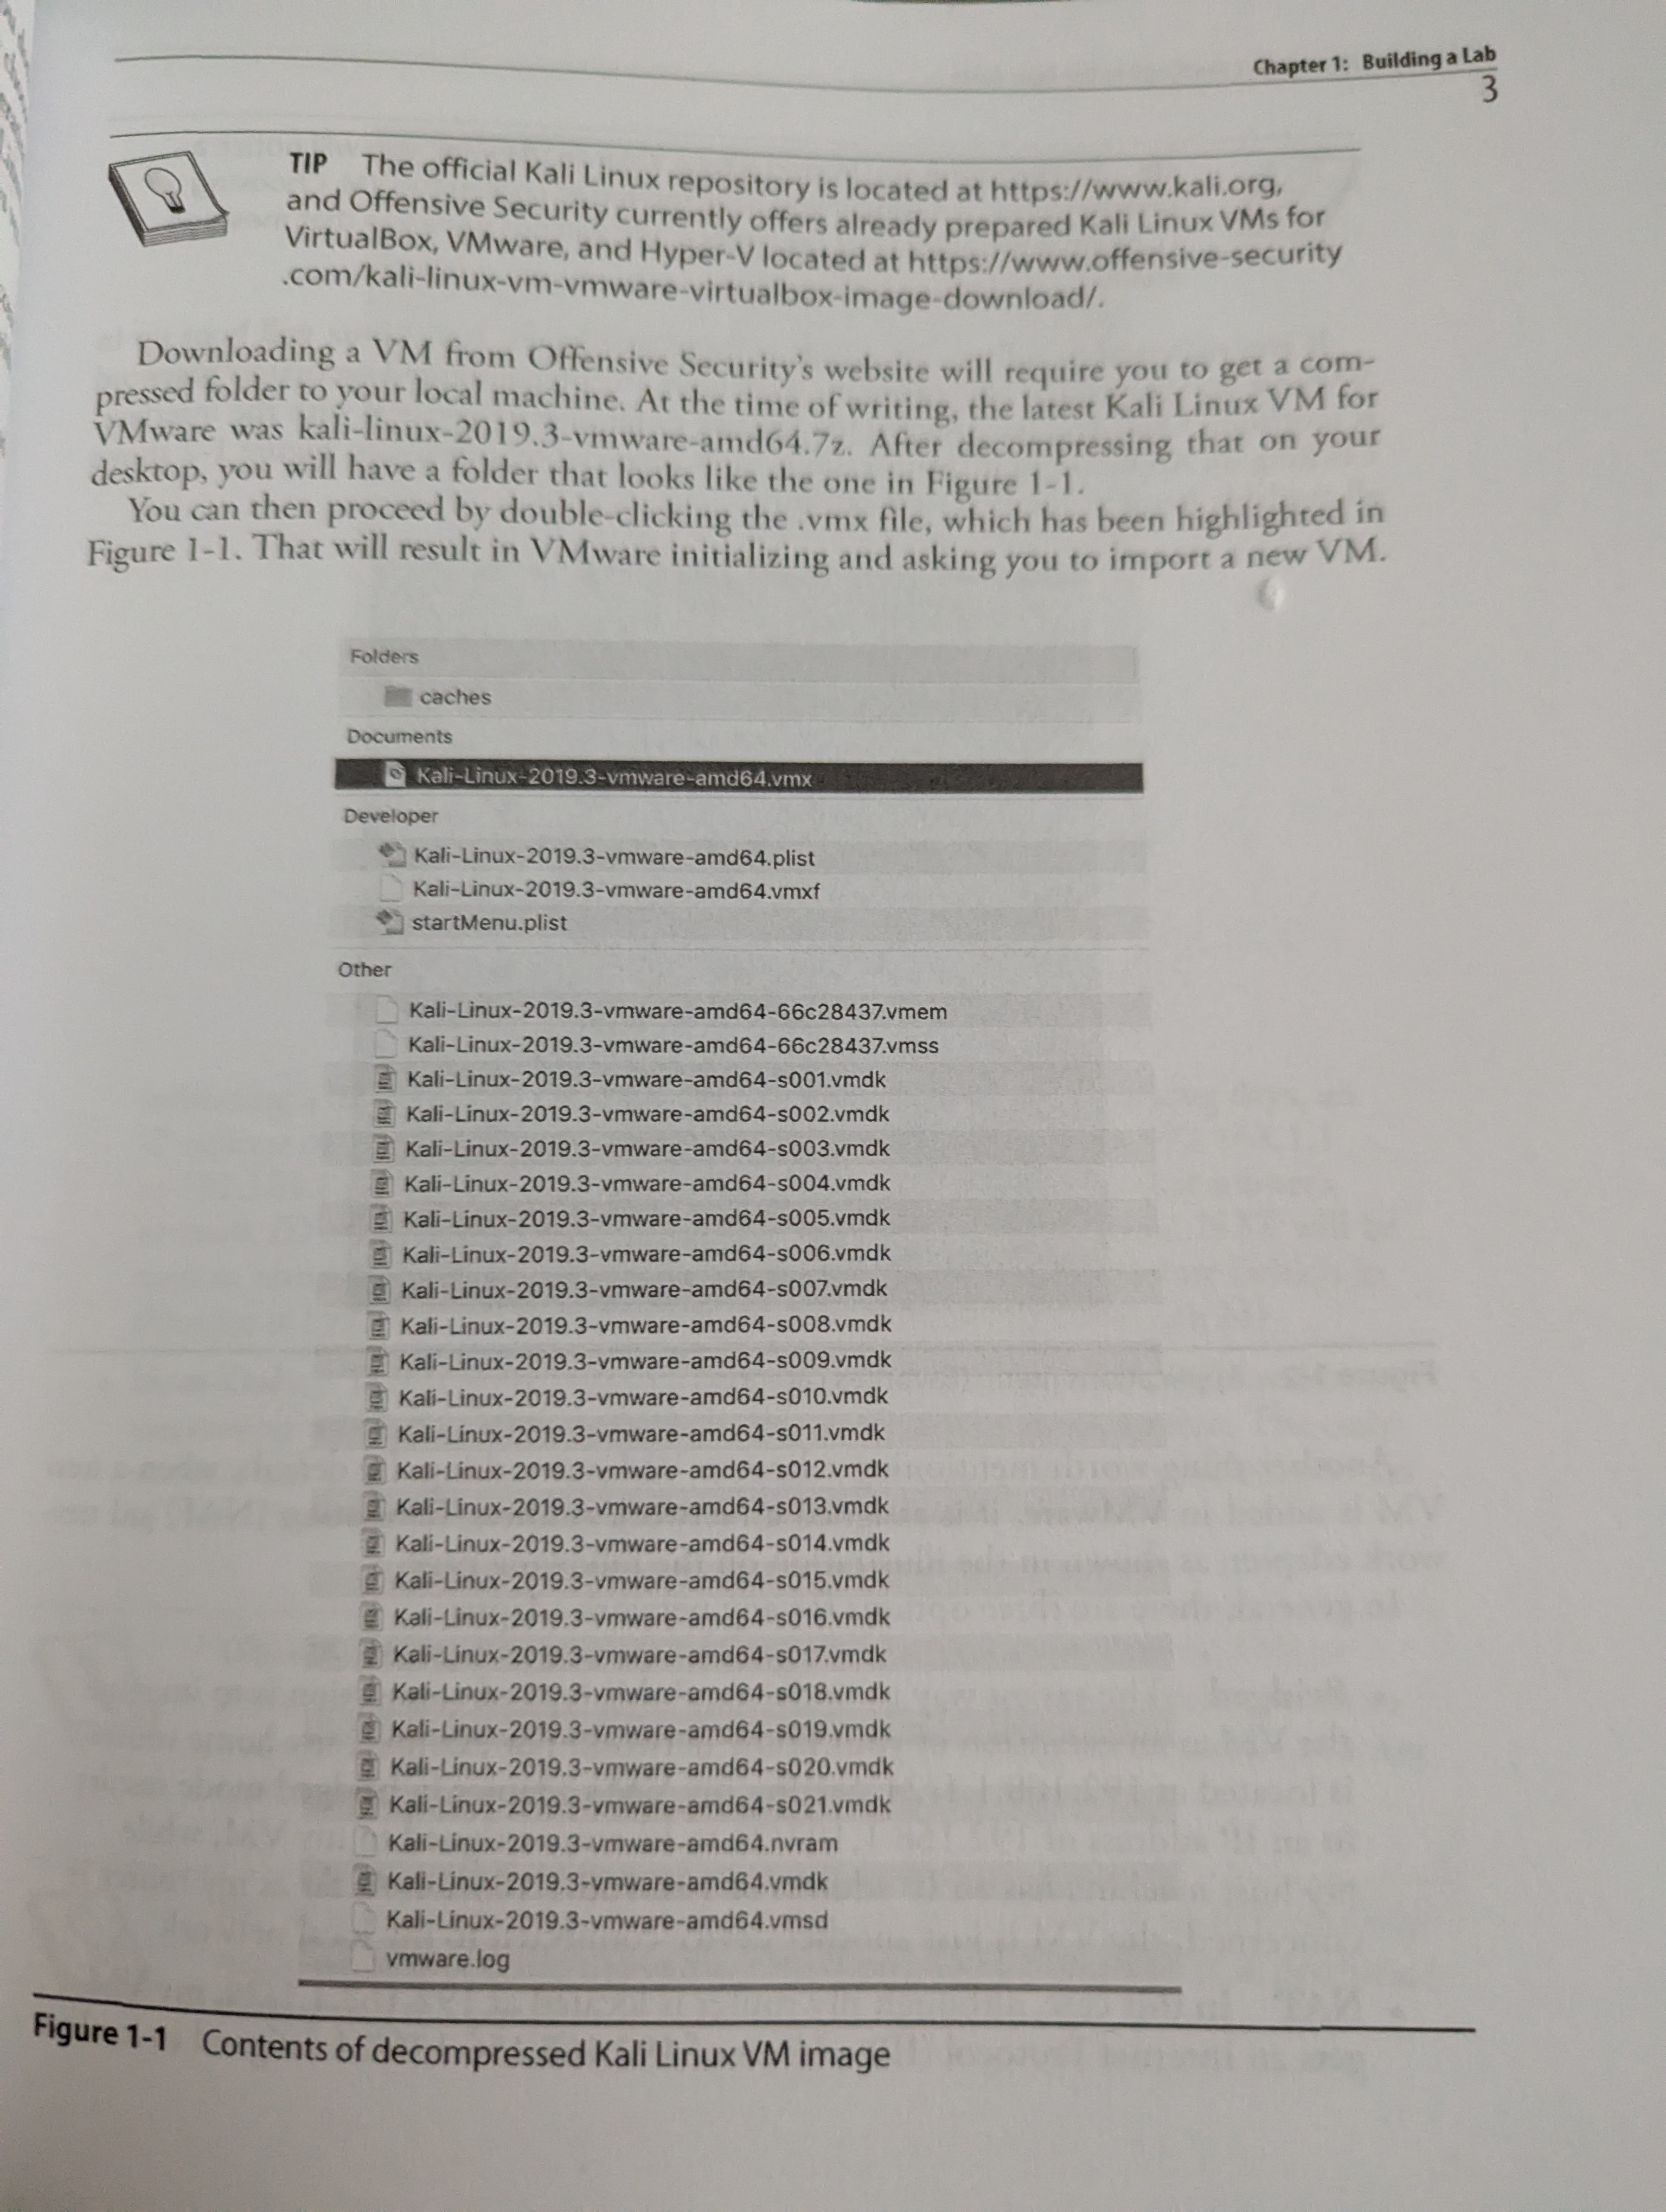 Chapter 1: Building a Lab
3
TIP The official Kali Linux repository is located at https://www.kali.org,
and Offensive Security currently offers already prepared Kali Linux VMs for
VirtualBox, VMware, and Hyper-V located at https://www.offensive-security
.com/kali-linux-vm-vmware-virtualbox-image-download/.
Downloading a VM from Offensive Security's website will require you to get a com-
pressed folder to your local machine. At the time of writing, the latest Kali Linux VM for
VMware was kali-linux-2019.3-vmware-amd64.7z. After decompressing that on your
desktop, you will have a folder that looks like the one in Figure 1-1.
You can then proceed by double-clicking the .vmx file, which has been highlighted in
Figure 1-1. That will result in VMware initializing and asking you to import a new VM.
Folders
caches
Documents
Kali-Linux-2019.3-vmware-amd64.vmx
Developer
Kali-Linux-2019.3-vmware-amd64.plist
Kali-Linux-2019.3-vmware-amd64.vmxf
startMenu.plist
Other
Kali-Linux-2019.3-vmware-amd64-66c28437.vmem
Kali-Linux-2019.3-vmware-amd64-66c28437.vmss
Kali-Linux-2019.3-vmware-amd64-s001.vmdk
Kali-Linux-2019.3-vmware-amd64-s002.vmdk
Kali-Linux-2019.3-vmware-amd64-s003.vmdk
Kali-Linux-2019.3-vmware-amd64-s004.vmdk
Kali-Linux-2019.3-vmware-amd64-s005.vmdk
Kali-Linux-2019.3-vmware-amd64-s006.vmdk
Kali-Linux-2019.3-vmware-amd64-s007.vmdk
Kali-Linux-2019.3-vmware-amd64-s008.vmdk
Kali-Linux-2019.3-vmware-amd64-s009.vmdk
Kali-Linux-2019.3-vmware-amd64-s010.vmdk
Kali-Linux-2019.3-vmware-amd64-s011.vmdk
Kali-Linux-2019.3-vmware-amd64-s012.vmdk
Kali-Linux-2019.3-vmware-amd64-s013.vmdk
Kali-Linux-2019.3-vmware-amd64-s014.vmdk
Kali-Linux-2019.3-vmware-amd64-s015.vmdk
Kali-Linux-2019.3-vmware-amd64-s016.vmdk
Kali-Linux-2019.3-vmware-amd64-s017.vmdk
Kali-Linux-2019.3-vmware-amd64-s018.vmdk
Kali-Linux-2019.3-vmware-amd64-s019.vmdk
Kali-Linux-2019.3-vmware-amd64-s020.vmdk
Kali-Linux-2019.3-vmware-amd64-s021.vmdk
Kali-Linux-2019.3-vmware-amd64.nvram
Kali-Linux-2019.3-vmware-amd64.vmdk
Kali-Linux-2019.3-vmware-amd64.vmsd
vmware.log
Figure 1-1 Contents of decompressed Kali Linux VM image